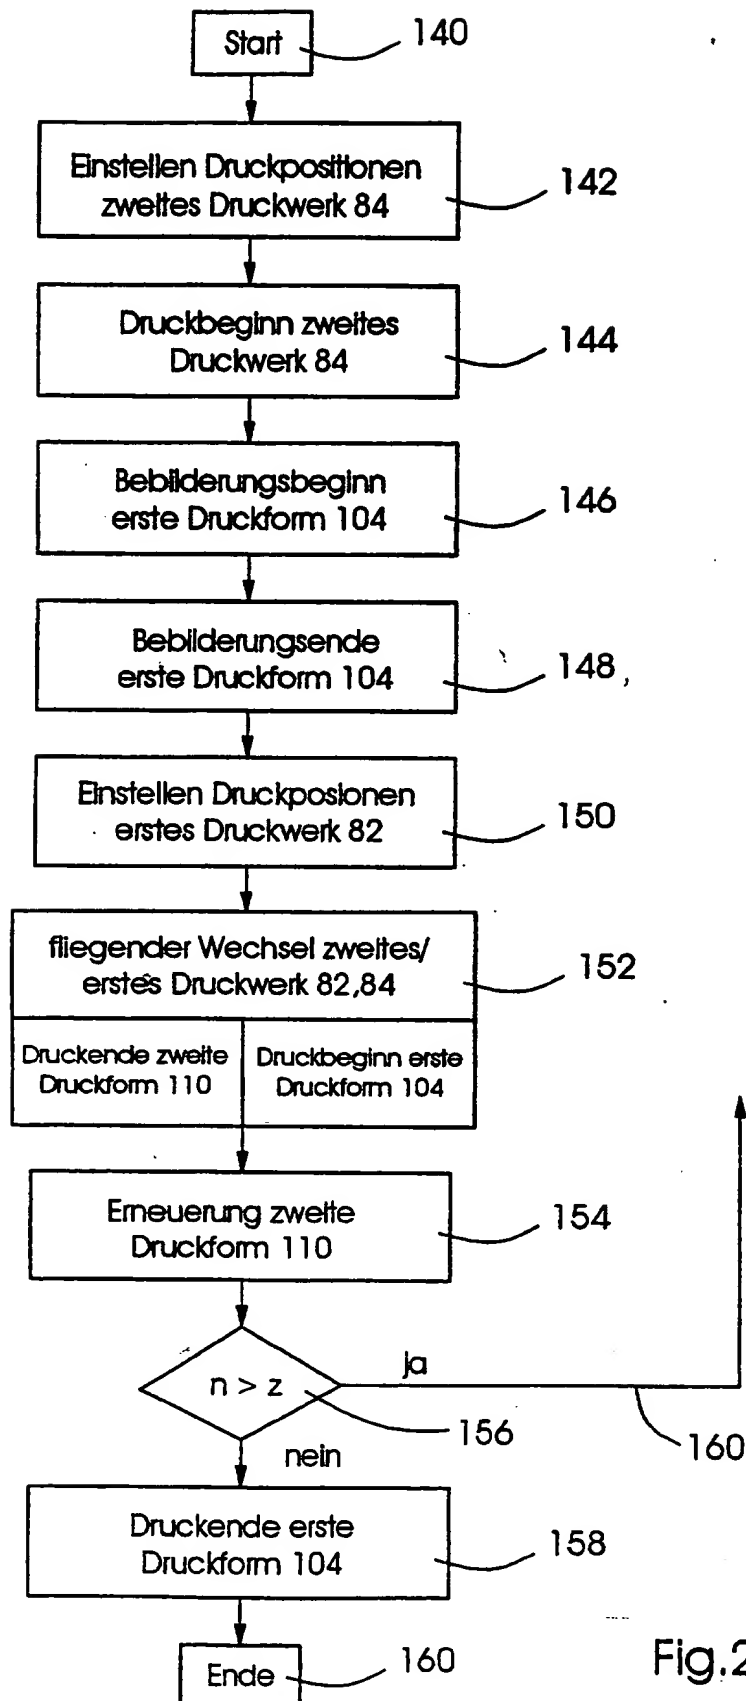 Start
140
Einstellen Druckpositionen
zweites Druckwerk 84
142
Druckbeginn zweites
Druckwerk 84
144
Bebilderungsbeginn
erste Druckform 104
146
Bebilderungsende
erste Druckform 104
148
Einstellen Druckposionen
erstes Druckwerk 82
150
fliegender Wechsel zweites/
erstes Druckwerk 82,84
152
Druckende zweite
Druckform 110
Druckbeginn erste
Druckform 104
Erneuerung zweite
Druckform 110
154
n > z
ja
156
160
nein
Druckende erste
Druckform 104
158
Ende
160
Fig.2